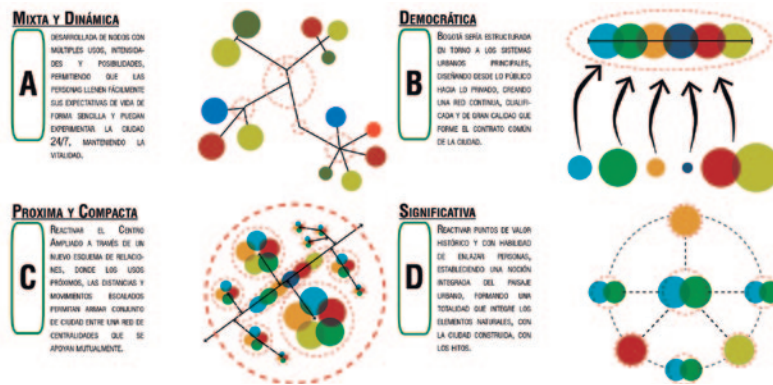 MIXTA Y DINÁMICA
A
DESARROLLADA DE NODOS CON
MÚLTIPLES USOS, INTENSIDA-
DES Y POSIBILIDADES,
PERMITIENDO QUE LAS
PERSONAS LLENEN FÁCILMENTE
SUS EXPECTATIVAS DE VIDA DE
FORMA SENCILLA Y PUEDAN
EXPERIMENTAR LA CIUDAD
24/7, MANTENIENDO LA
VITALIDAD.
DEMOCRÁTICA
B
BOGOTÁ SERÍA ESTRUCTURADA
EN TORNO A LOS SISTEMAS
URBANOS PRINCIPALES,
DISEÑANDO DESDE LO PÚBLICO
HACIA LO PRIVADO, CREANDO
UNA RED CONTINUA, CUALIFI-
CADA Y DE GRAN CALIDAD QUE
FORME EL CONTRATO COMÚN
DE LA CIUDAD.
PROXIMA Y COMPACTA
C
REACTIVAR EL CENTRO
AMPLIADO A TRAVÉS DE UN
NUEVO ESQUEMA DE RELACIO-
NES, DONDE LOS USOS
PRÓXIMOS, LAS DISTANCIAS Y
MOVIMIENTOS ESCALADOS
PERMITAN ARMAR CONJUNTO
DE CIUDAD ENTRE UNA RED DE
CENTRALIDADES QUE SE
APOYAN MUTUALMENTE.
SIGNIFICATIVA
D
REACTIVAR PUNTOS DE VALOR
HISTÓRICO Y CON HABILIDAD
DE ENLAZAR PERSONAS,
ESTABLECIENDO UNA NOCIÓN
INTEGRADA DEL PAISAJE
URBANO, FORMANDO UNA
TOTALIDAD QUE INTEGRE LOS
ELEMENTOS NATURALES, CON
LA CIUDAD CONSTRUIDA, CON
LOS HITOS.